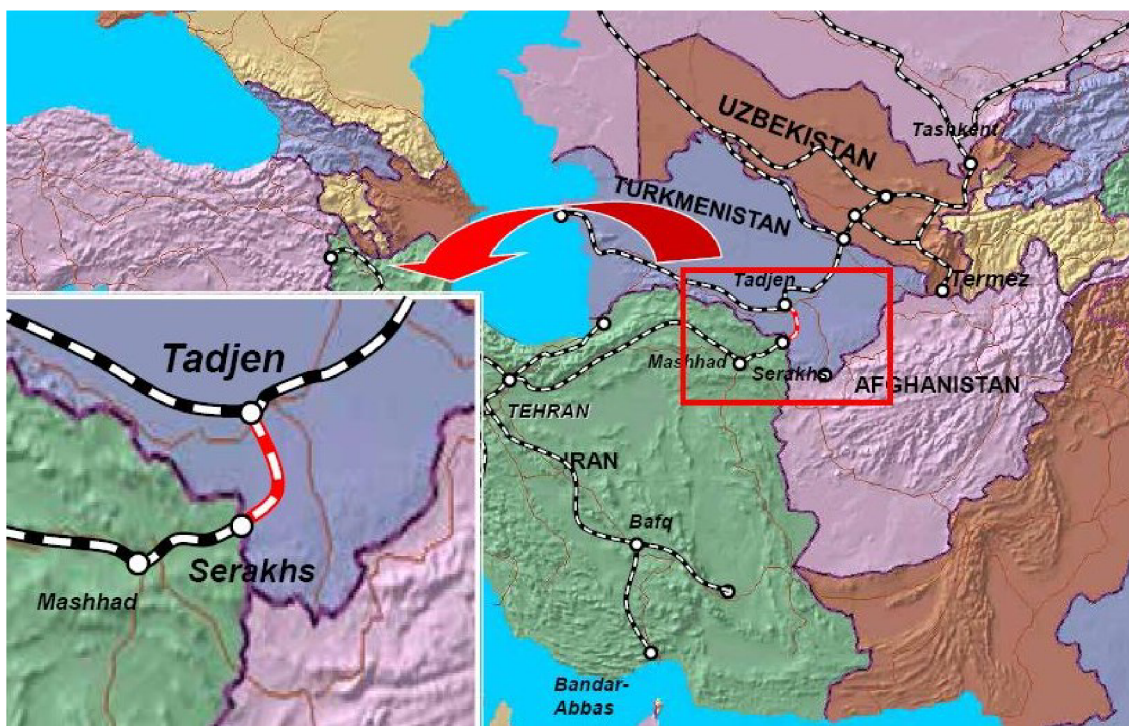 UZBEKISTAN
Tashkent
TURKMENISTAN
Tadjen
Termez
Mashhad
Serakhs
AFGHANISTAN
TEHRAN
IRAN
Bafq
Bandar-
Abbas
Tadjen
Serakhs
Mashhad